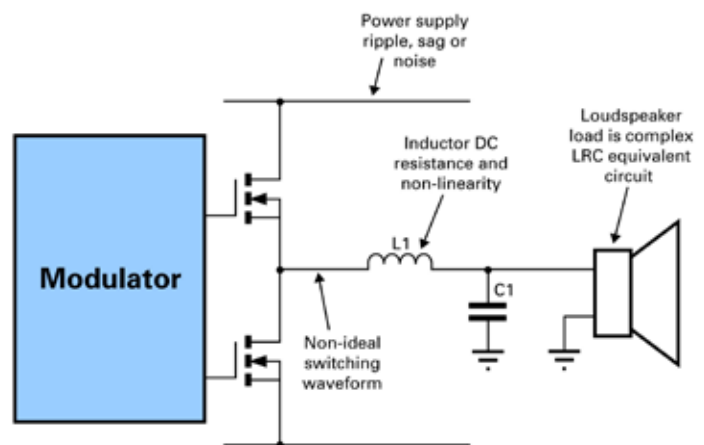 Power supply
ripple, sag or
noise
Loudspeaker
load is complex
LRC equivalent
circuit
Inductor DC
resistance and
non-linearity
L1
Modulator
C1
Non-ideal
switching
waveform